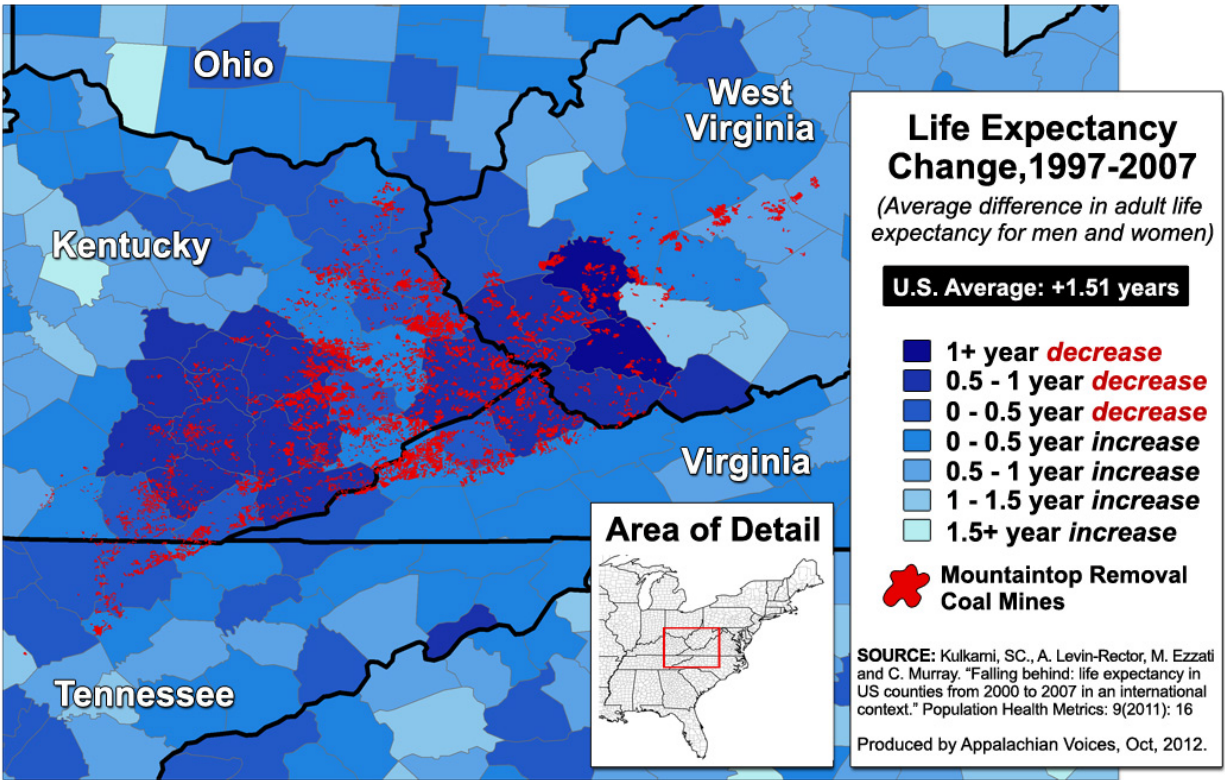 Ohio
West
Virginia
Kentucky
Virginia
Tennessee
Life Expectancy
Change,1997-2007
(Average difference in adult life
expectancy for men and women)
U.S. Average: +1.51 years
1+ year decrease
0.5 - 1 year decrease
0 - 0.5 year decrease
0 - 0.5 year increase
0.5 - 1 year increase
1 - 1.5 year increase
1.5+ year increase
Mountaintop Removal
Coal Mines
Area of Detail
SOURCE: Kulkarni, SC., A. Levin-Rector, M. Ezzati
and C. Murray. “Falling behind: life expectancy in
US counties from 2000 to 2007 in an international
context.” Population Health Metrics: 9(2011): 16
Produced by Appalachian Voices, Oct, 2012.